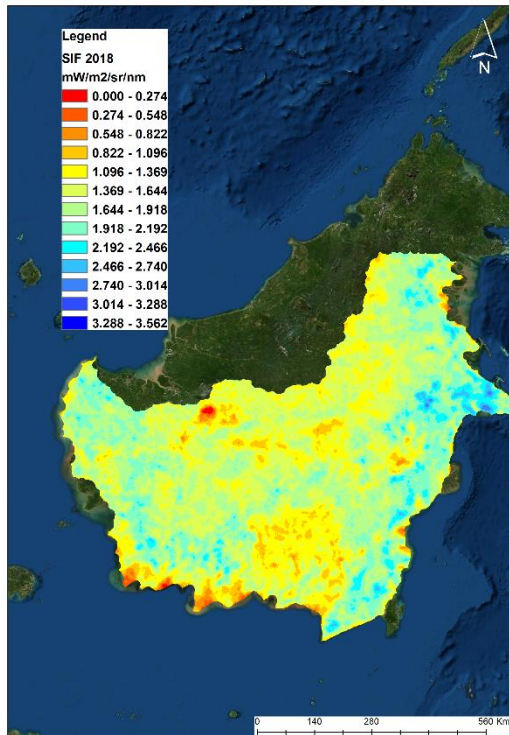 Legend
SIF 2018
mW/m2/sr/nm
0.000 - 0.274
0.274 - 0.548
0.548 - 0.822
0.822 - 1.096
1.096 - 1.369
1.369 - 1.644
1.644 - 1.918
1.918 - 2.192
2.192 - 2.466
2.466 - 2.740
2.740 - 3.014
3.014 - 3.288
3.288 - 3.562
N
0 140 280 560 Km